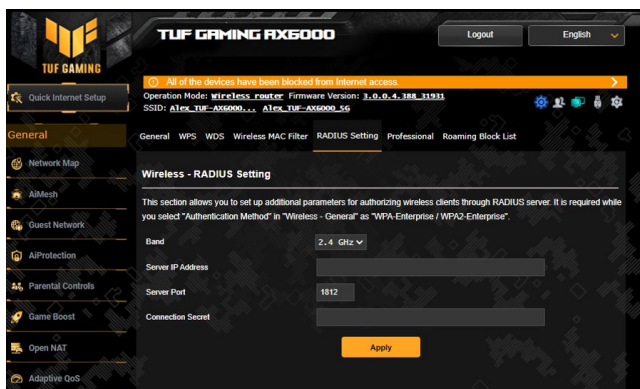 TUF GAMING
TUF GAMING AX6000
Logout
English
All of the devices have been blocked from Internet access.
Quick Internet Setup
Operation Mode: Wireless router Firmware Version: 3.0.0.4.388_31931
SSID: Alex_TUF-AX6000... Alex_TUF-AX6000_5G
General
General WPS WDS Wireless MAC Filter RADIUS Setting Professional Roaming Block List
Network Map
AiMesh
Guest Network
AiProtection
Parental Controls
Game Boost
Open NAT
Adaptive QoS
Wireless - RADIUS Setting
This section allows you to set up additional parameters for authorizing wireless clients through RADIUS server. It is required while
you select "Authentication Method" in "Wireless - General" as "WPA-Enterprise / WPA2-Enterprise".
Band
2.4 GHz
Server IP Address
Server Port
1812
Connection Secret
Apply